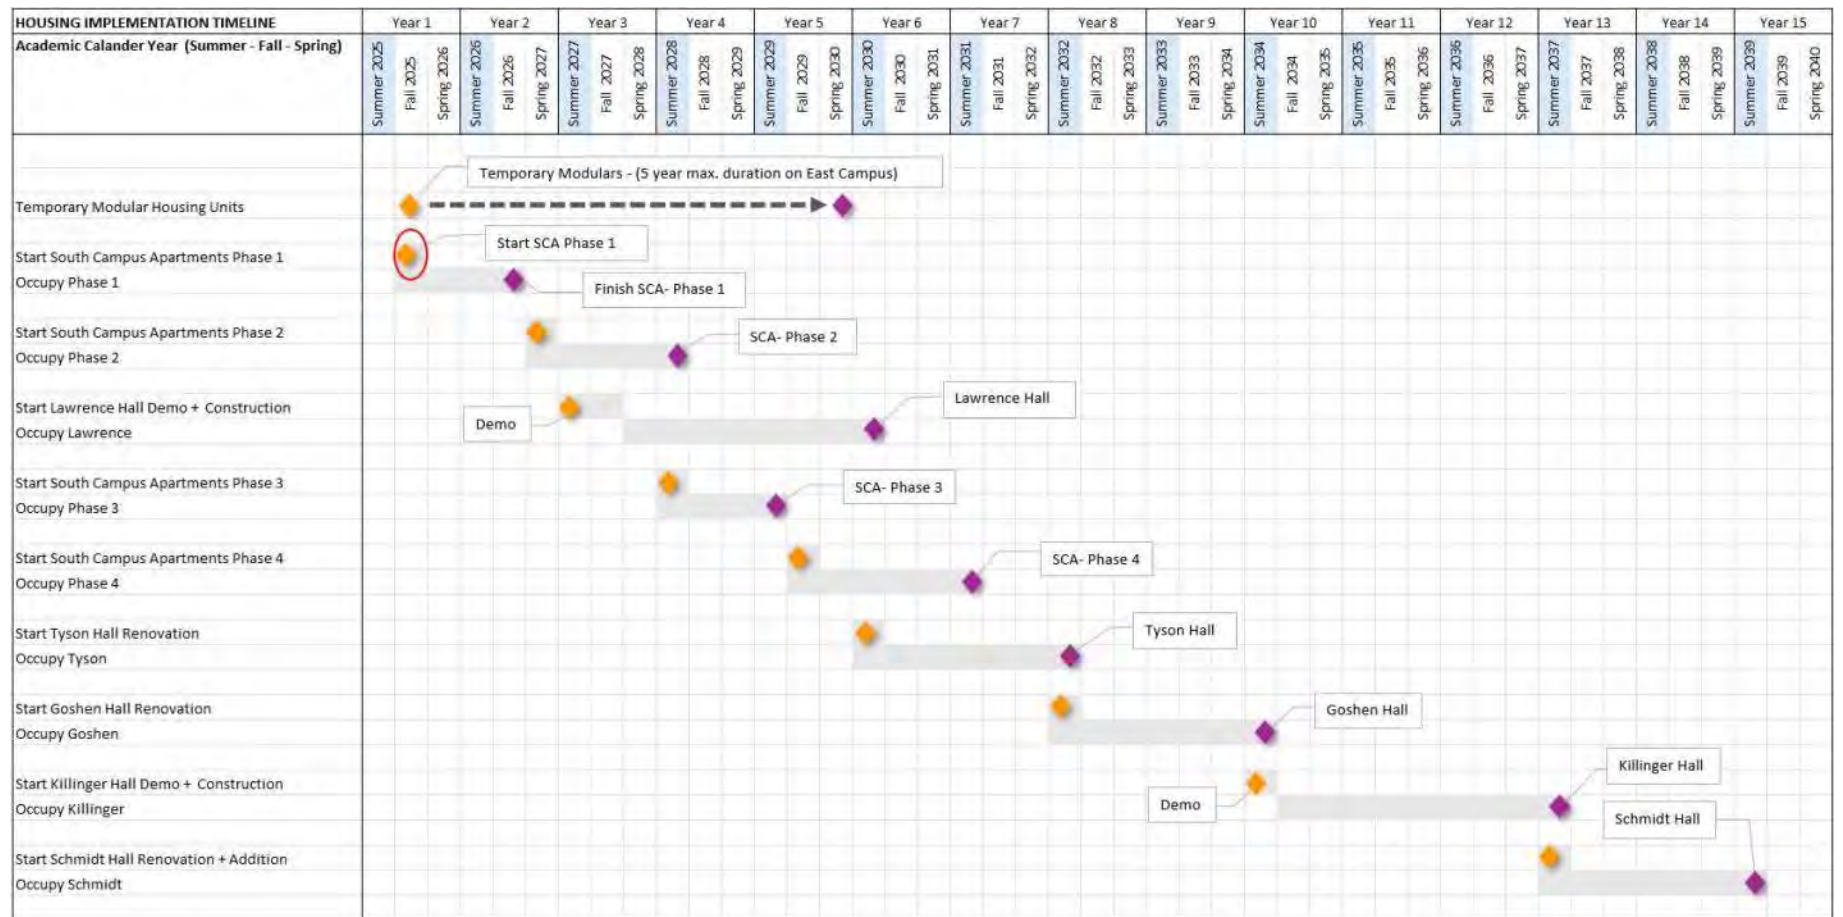 HOUSING IMPLEMENTATION TIMELINE
Year 1 Year 2 Year 3 Year 4 Year 5 Year 6 Year 7 Year 8 Year 9 Year 10 Year 11 Year 12 Year 13 Year 14 Year 15
Academic Calander Year (Summer - Fall - Spring)
Summer 2025
Fall 2025
Spring 2026
Summer 2026
Fall 2026
Spring 2027
Summer 2027
Fall 2027
Spring 2028
Summer 2028
Fall 2028
Spring 2029
Summer 2029
Fall 2029
Spring 2030
Summer 2030
Fall 2030
Spring 2031
Summer 2031
Fall 2031
Spring 2032
Summer 2032
Fall 2032
Spring 2033
Summer 2033
Fall 2033
Spring 2034
Summer 2034
Fall 2034
Spring 2035
Summer 2035
Fall 2035
Spring 2036
Summer 2036
Fall 2036
Spring 2037
Summer 2037
Fall 2037
Spring 2038
Summer 2038
Fall 2038
Spring 2039
Summer 2039
Fall 2039
Spring 2040
Temporary Modulars - (5 year max. duration on East Campus)
Temporary Modular Housing Units
Start SCA Phase 1
Start South Campus Apartments Phase 1
Occupy Phase 1
Finish SCA- Phase 1
Start South Campus Apartments Phase 2
SCA- Phase 2
Occupy Phase 2
Lawrence Hall
Start Lawrence Hall Demo + Construction
Demo
Occupy Lawrence
Start South Campus Apartments Phase 3
SCA- Phase 3
Occupy Phase 3
Start South Campus Apartments Phase 4
SCA- Phase 4
Occupy Phase 4
Start Tyson Hall Renovation
Tyson Hall
Occupy Tyson
Start Goshen Hall Renovation
Goshen Hall
Occupy Goshen
Killinger Hall
Start Killinger Hall Demo + Construction
Demo
Occupy Killinger
Schmidt Hall
Start Schmidt Hall Renovation + Addition
Occupy Schmidt